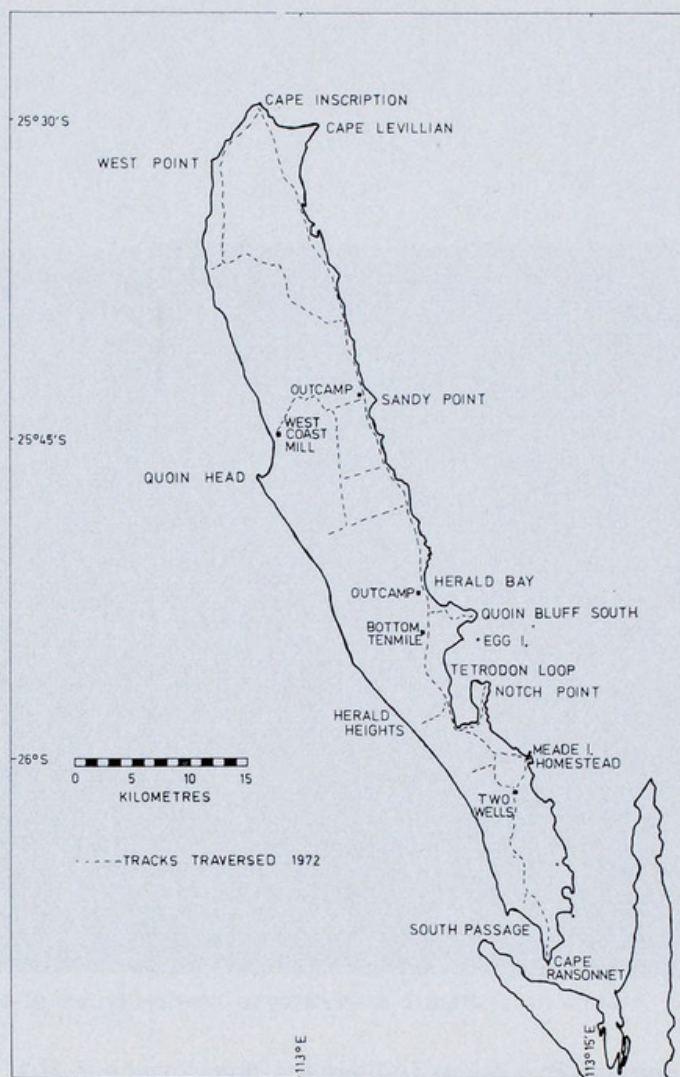 CAPE INSCRIPTION
25°30'S
CAPE LEVILLIAN
WEST POINT
OUTCAMP
SANDY POINT
WEST
COAST
MILL
25°45'S
QUOIN HEAD
HERALD BAY
OUTCAMP
QUOIN BLUFF SOUTH
BOTTOM
TENMILE
EGG I.
TETRODON LOOP
NOTCH POINT
HERALD
HEIGHTS
MEADE I.
HOMESTEAD
26°S
0 5 10 15
KILOMETRES
TWO
WELLS
TRACKS TRAVERSED 1972
SOUTH PASSAGE
CAPE
RANSONNET
113°E
113°15'E